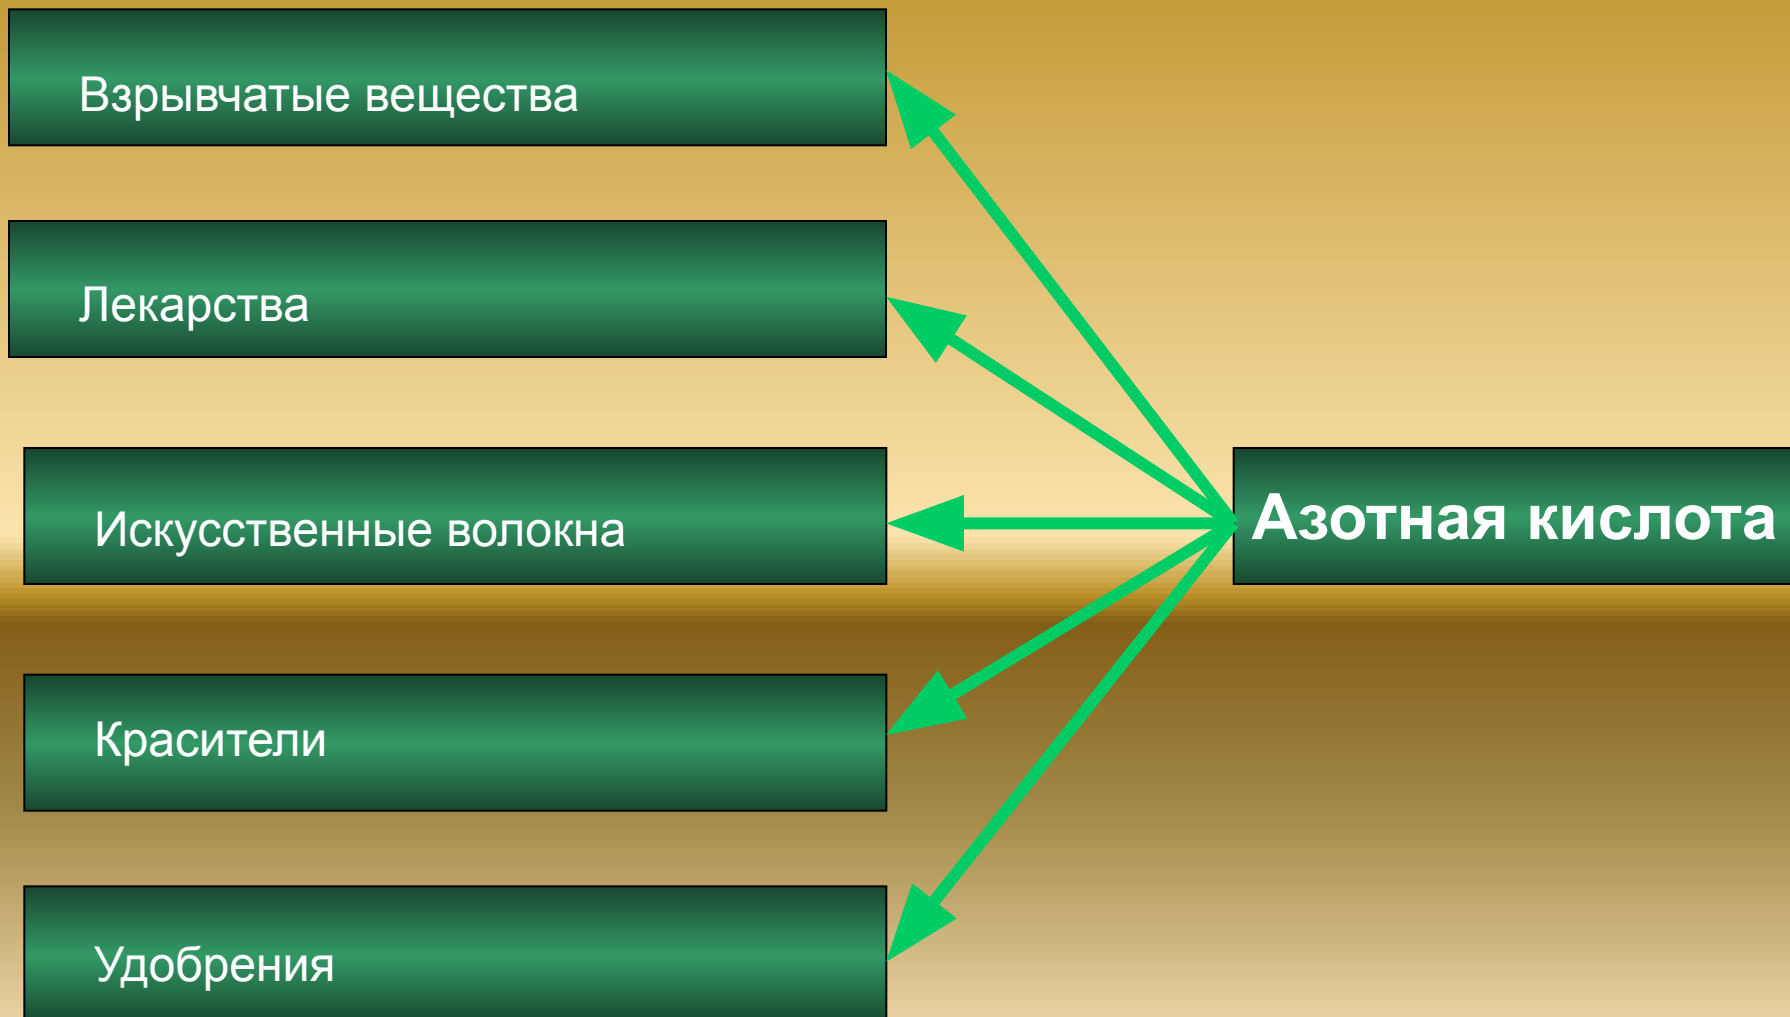 Взрывчатые вещества
Лекарства
Искусственные волокна
Азотная кислота
Красители
Удобрения